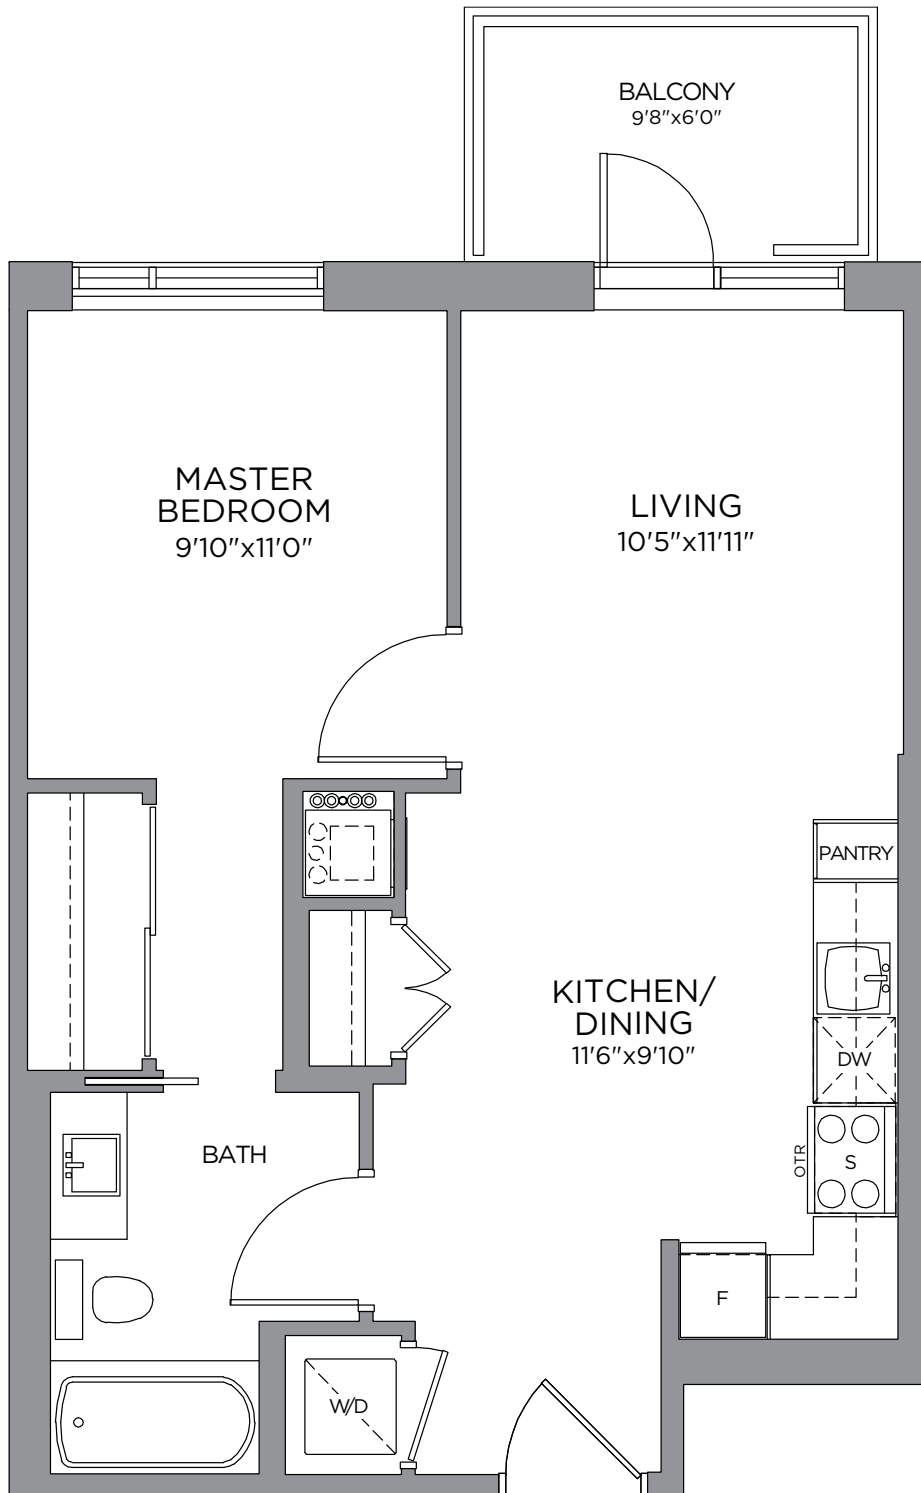 BALCONY
9'8"x6'0"
MASTER
BEDROOM
9'10"x11'0"
LIVING
10'5"x11'11"
PANTRY
KITCHEN/
DINING
11'6"x9'10"
DW
OTR
S
BATH
F
W/D